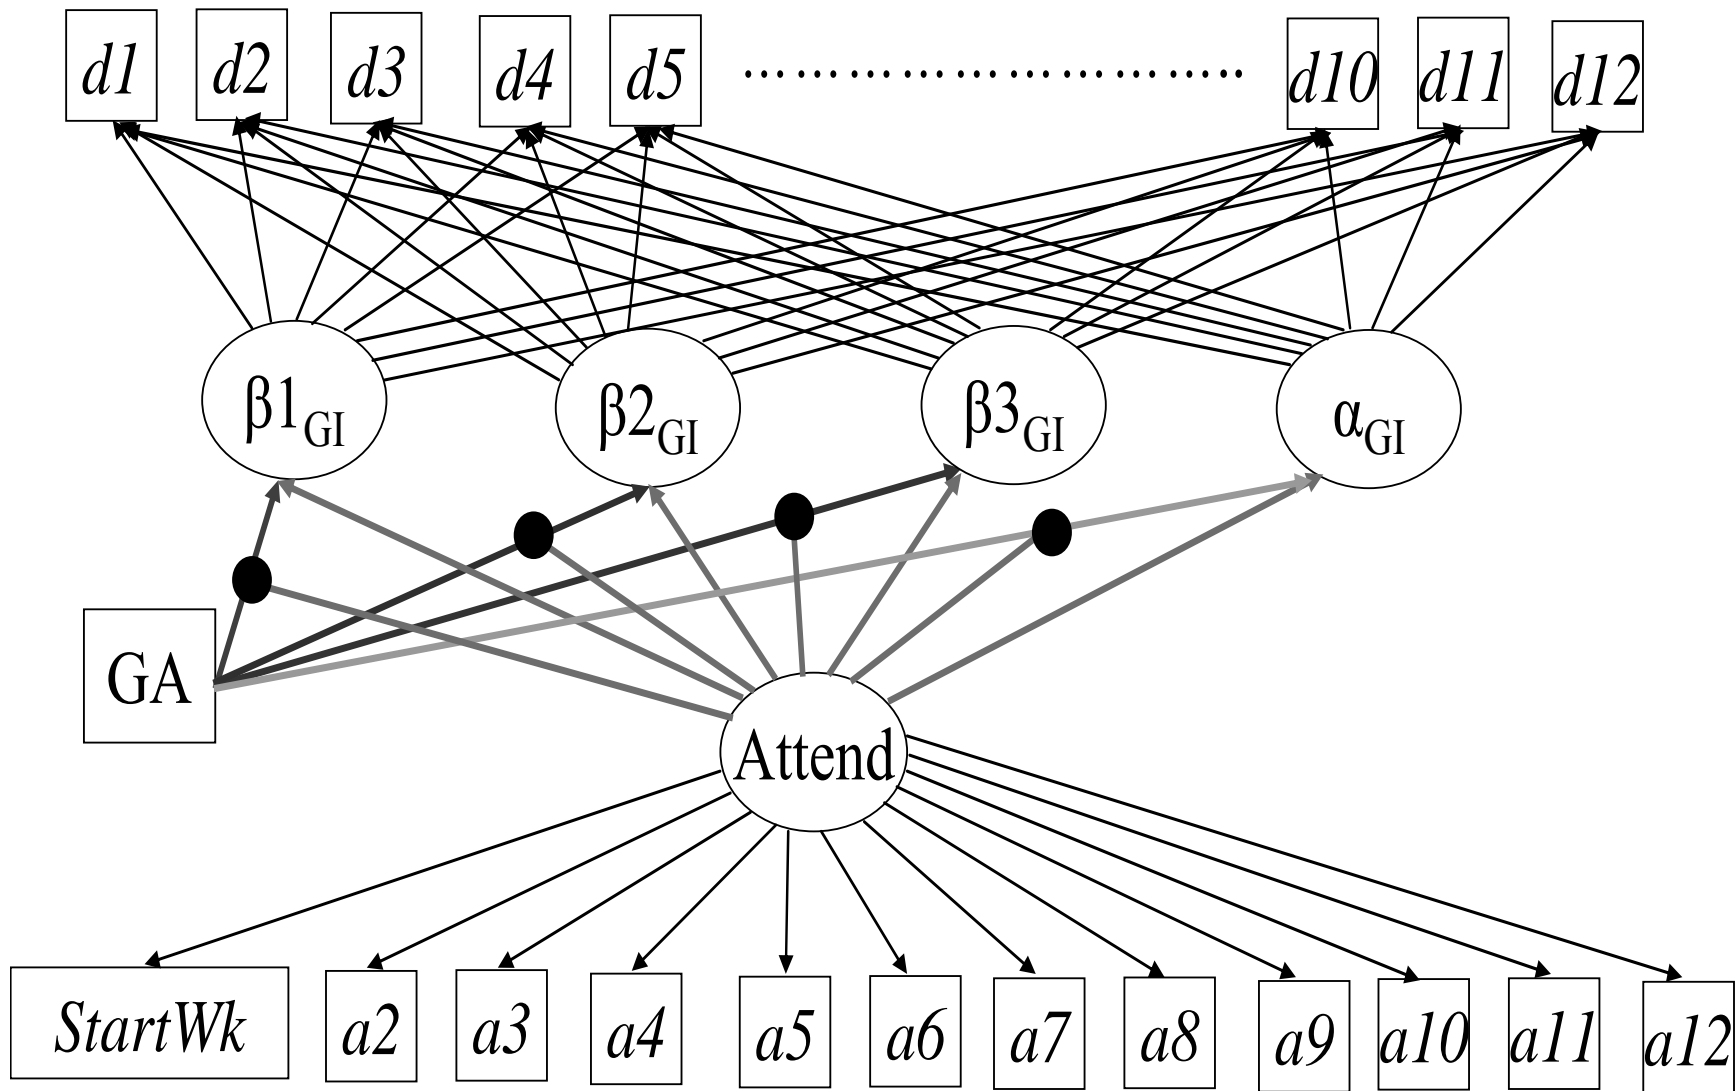 d1 d2 d3 d4 d5 ………………………….. d10 d11 d12
β1GI β2GI β3GI αGI
GA
Attend
StartWk a2 a3 a4 a5 a6 a7 a8 a9 a10 a11 a12